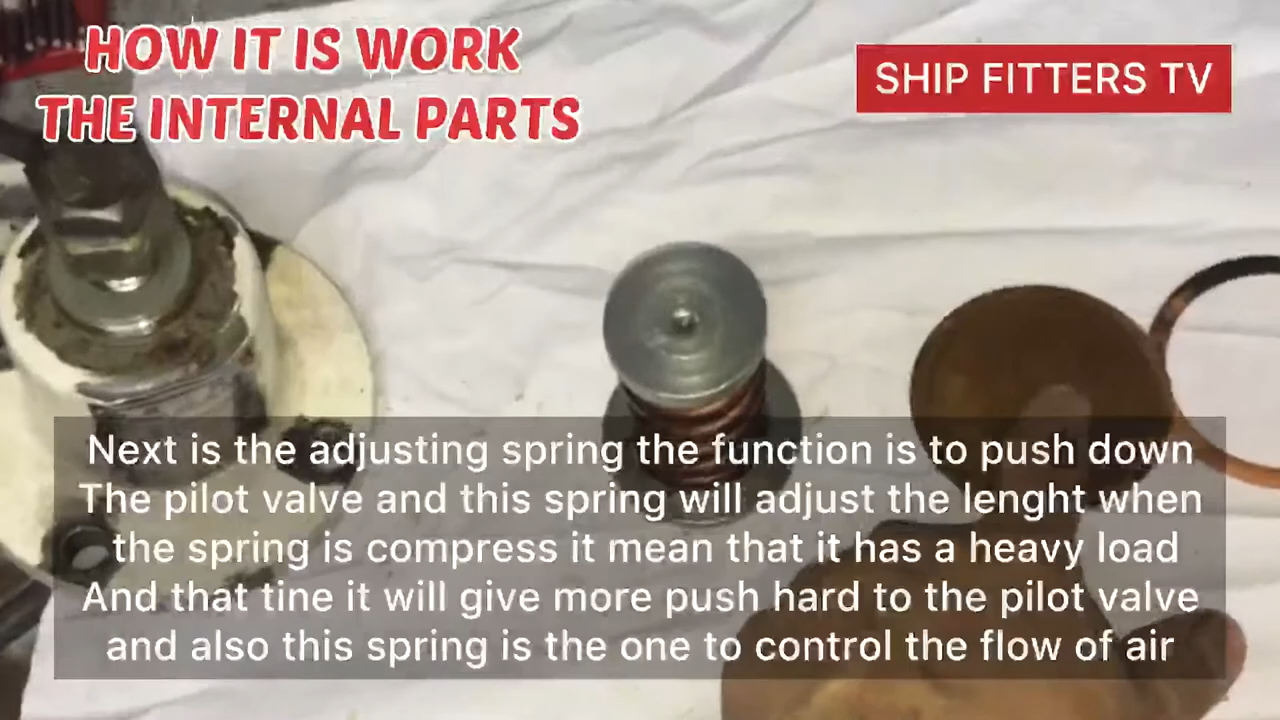 HOW IT IS WORK
THE INTERNAL PARTS
SHIP FITTERS TV
Next is the adjusting spring the function is to push down
The pilot valve and this spring will adjust the lenght when
the spring is compress it mean that it has a heavy load
And that tine it will give more push hard to the pilot valve
and also this spring is the one to control the flow of air